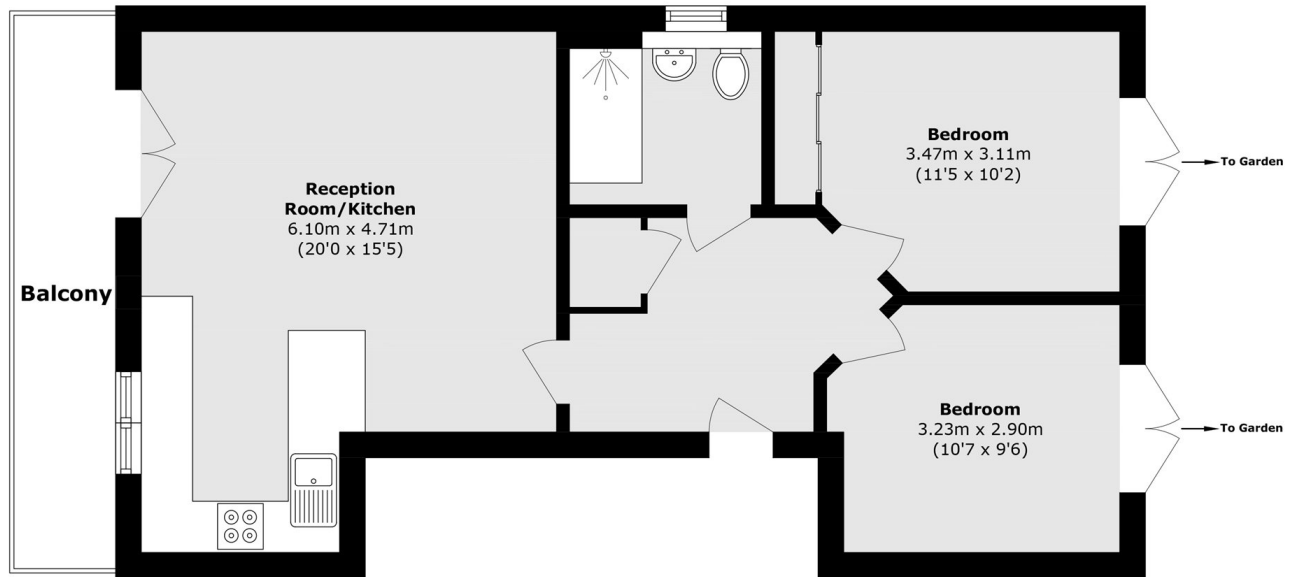 Balcony
Reception
Room/Kitchen
6.10m x 4.71m
(20'0 x 15'5)
Bedroom
3.47m x 3.11m
(11'5 x 10'2)
To Garden
Bedroom
3.23m x 2.90m
(10'7 x 9'6)
To Garden